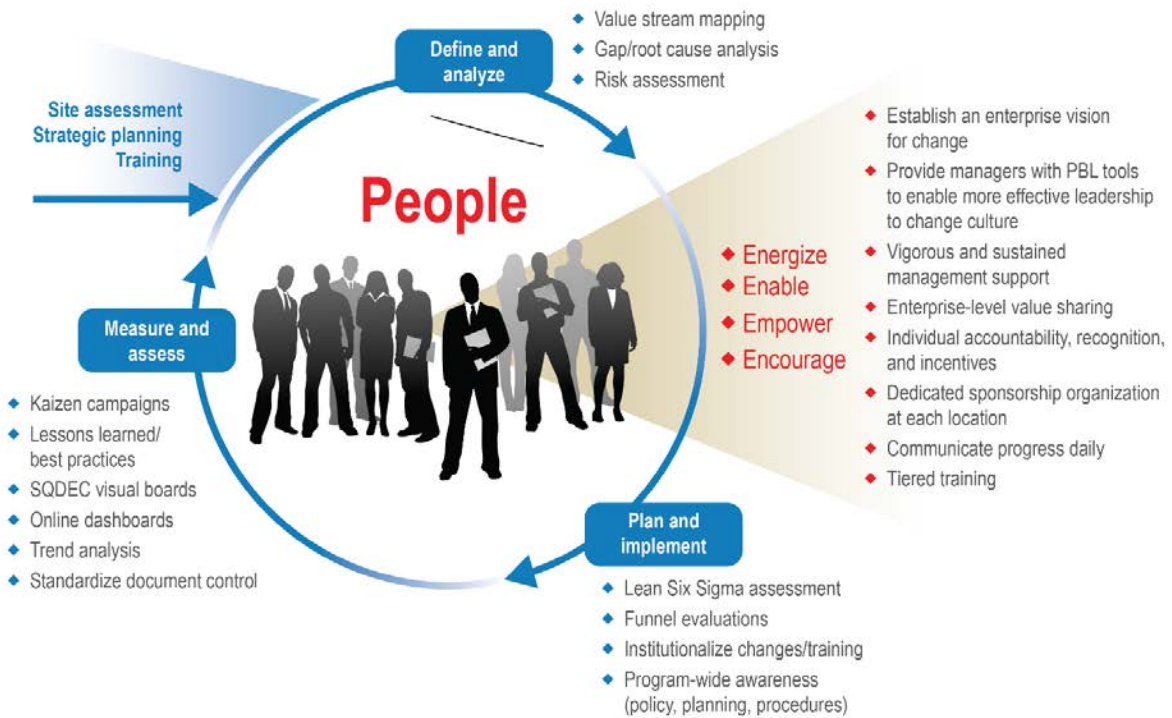 Define and
analyze
Value stream mapping
Gap/root cause analysis
Risk assessment
Site assessment
Strategic planning
Training
People
Energize
Enable
Empower
Encourage
Establish an enterprise vision
for change
Provide managers with PBL tools
to enable more effective leadership
to change culture
Vigorous and sustained
management support
Enterprise-level value sharing
Individual accountability, recognition,
and incentives
Dedicated sponsorship organization
at each location
Communicate progress daily
Tiered training
Measure and
assess
Kaizen campaigns
Lessons learned/
best practices
SQDEC visual boards
Online dashboards
Trend analysis
Standardize document control
Plan and
implement
Lean Six Sigma assessment
Funnel evaluations
Institutionalize changes/training
Program-wide awareness
(policy, planning, procedures)